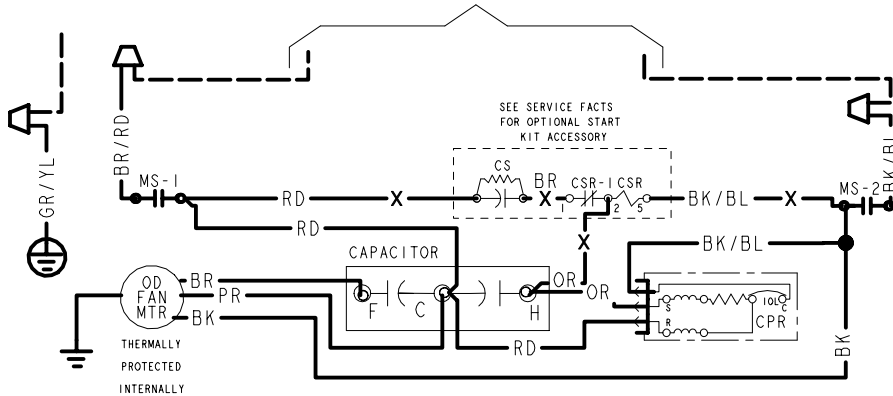 SEE SERVICE FACTS
FOR OPTIONAL START
KIT ACCESSORY
BR/RD
GR/YL
BK/BL
MS-1
CS
BR
CSR-1
CSR
MS-2
1
2
5
RD
X
X
BK/BL
X
RD
X
BK/BL
CAPACITOR
OD
FAN
MTR
BR
PR
BK
F
C
H
OR
OR
S
R
IOL
C
CPR
RD
BK
THERMALLY
PROTECTED
INTERNALLY